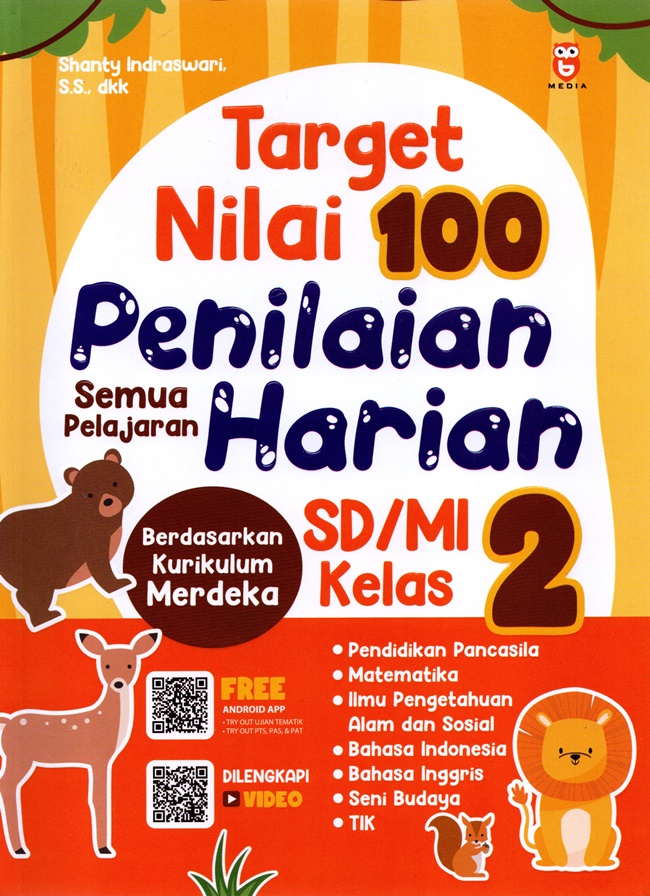 Shanty Indraswari,
S.S., dkk
MEDIA
Target
Nilai 100
Penilaian
Semua
Pelajaran
Harian
Berdasarkan
Kurikulum
Merdeka
SD/MI
Kelas 2
FREE
ANDROID APP
• TRY OUT UJIAN TEMATIK
• TRY OUT PTS, PAS, & PAT
DILENGKAPI
VIDEO
• Pendidikan Pancasila
• Matematika
• Ilmu Pengetahuan
Alam dan Sosial
• Bahasa Indonesia
• Bahasa Inggris
• Seni Budaya
• TIK